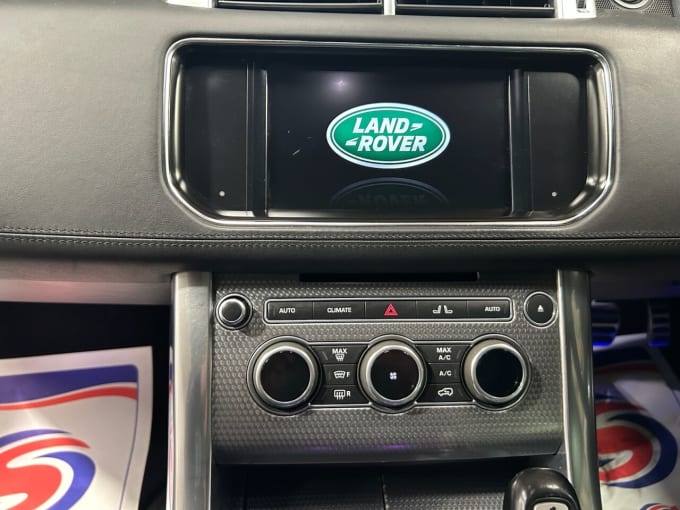 LAND
ROVER
AUTO CLIMATE AUTO
MAX MAX
A/C
F A/C
R